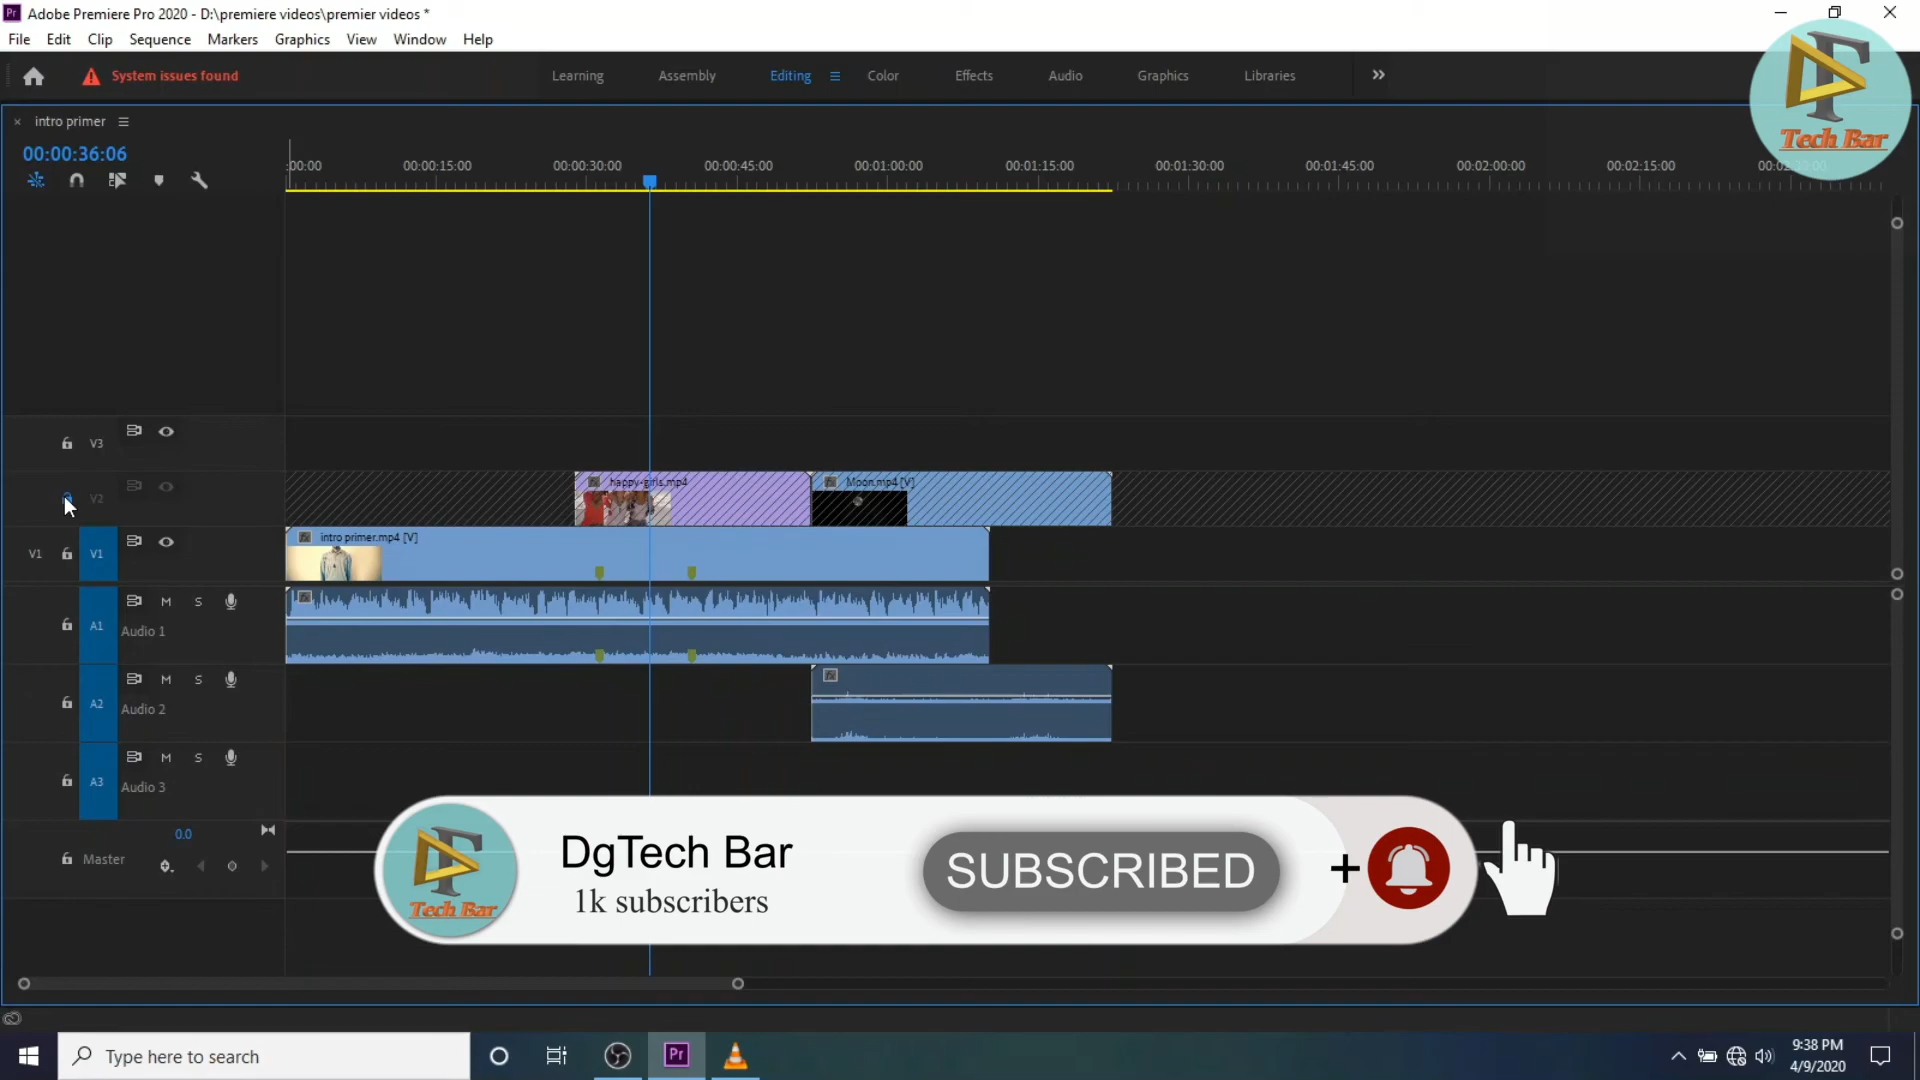 Adobe Premiere Pro 2020 - D:\premiere videos\premier videos *
File Edit Clip Sequence Markers Graphics View Window Help
System issues found
Learning Assembly Editing Color Effects Audio Graphics Libraries
Tech Bar
intro primer
00:00:36:06
:00:00 00:00:15:00 00:00:30:00 00:00:45:00 00:01:00:00 00:01:15:00 00:01:30:00 00:01:45:00 00:02:00:00 00:02:15:00
V3
V2 happy-girls.mp4 Moon.mp4 [V]
V1 V1 intro primer.mp4 [V]
A1 M S
Audio 1
A2 M S
Audio 2
A3 M S
Audio 3
0.0
Master
DgTech Bar
1k subscribers
SUBSCRIBED
+
Tech Bar
Type here to search
Pr
9:38 PM
4/9/2020